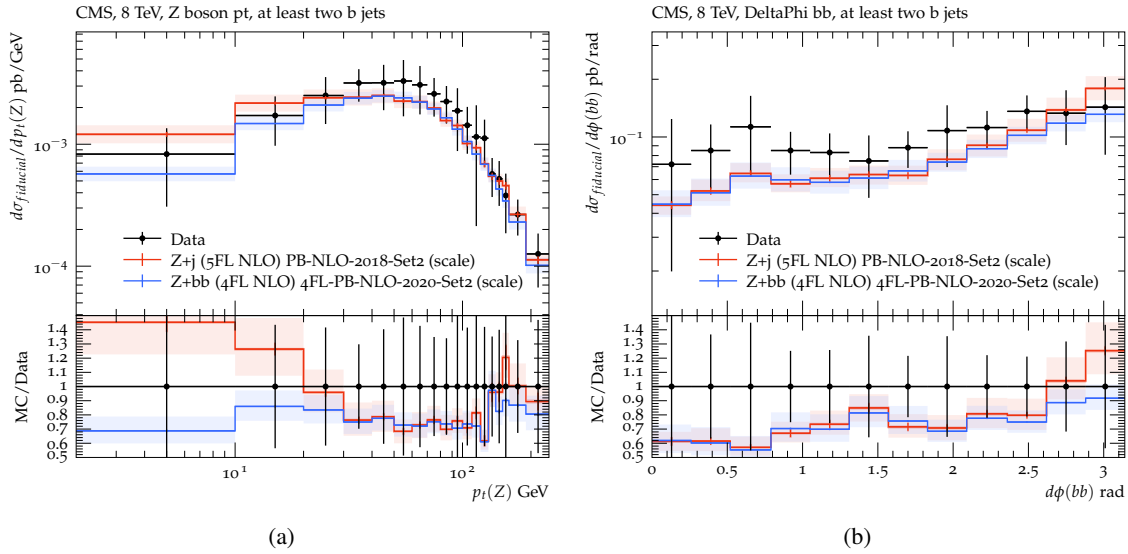 CMS, 8 TeV, Z boson pt, at least two b jets
dσ_fiducial/dp_t(Z) pb/GeV
10^−3
10^−4
Data
Z+j (5FL NLO) PB-NLO-2018-Set2 (scale)
Z+bb (4FL NLO) 4FL-PB-NLO-2020-Set2 (scale)
MC/Data
1.4
1.3
1.2
1.1
1
0.9
0.8
0.7
0.6
0.5
10^1
10^2
p_t(Z) GeV
(a)
CMS, 8 TeV, DeltaPhi bb, at least two b jets
dσ_fiducial/dϕ(bb) pb/rad
10^−1
Data
Z+j (5FL NLO) PB-NLO-2018-Set2 (scale)
Z+bb (4FL NLO) 4FL-PB-NLO-2020-Set2 (scale)
MC/Data
1.4
1.3
1.2
1.1
1
0.9
0.8
0.7
0.6
0.5
0 0.5 1 1.5 2 2.5 3
dϕ(bb) rad
(b)